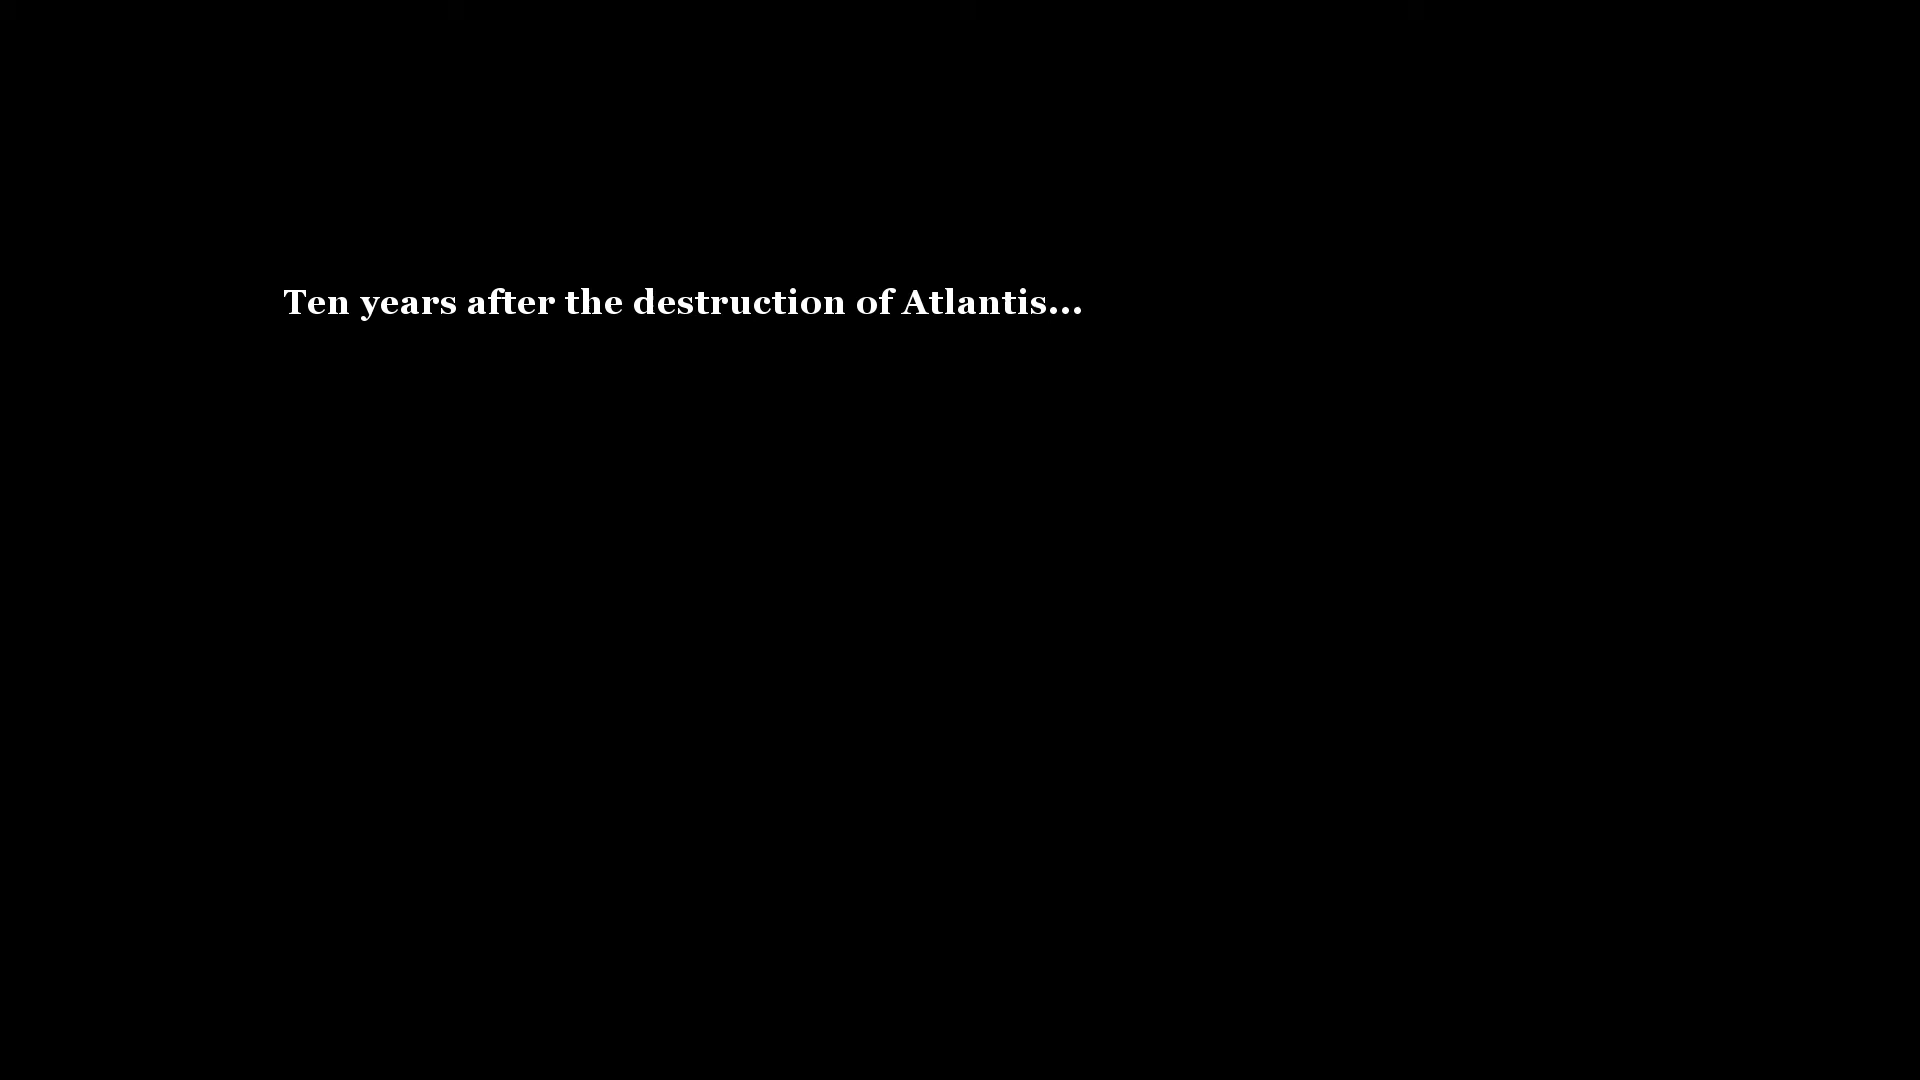 Ten years after the destruction of Atlantis...